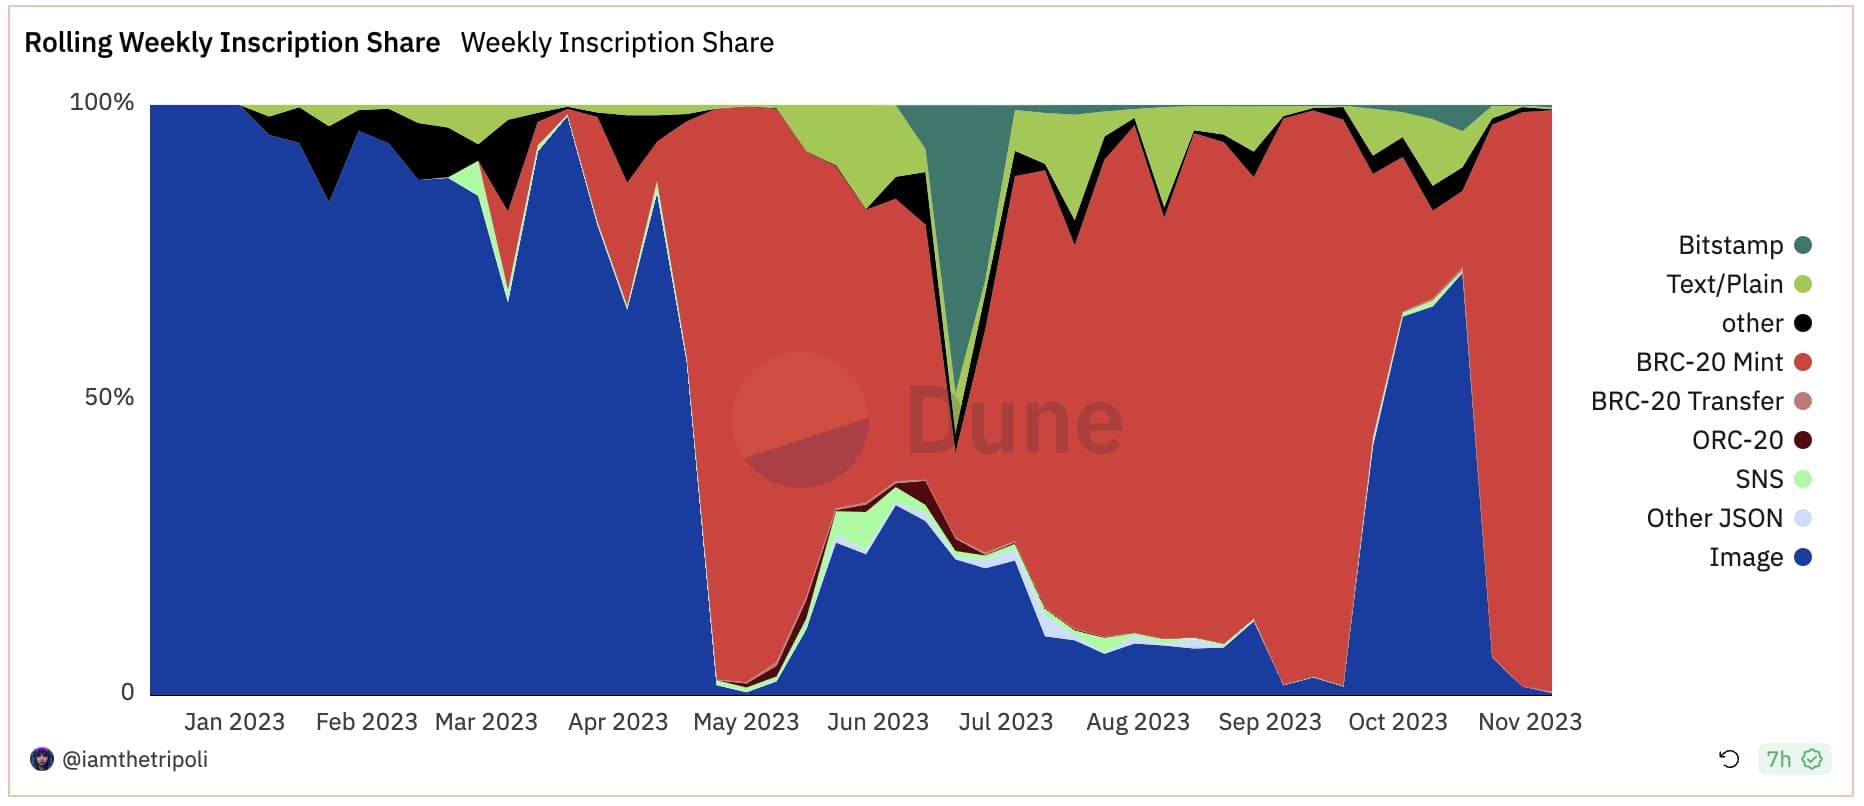 Rolling Weekly Inscription Share Weekly Inscription Share
100%
50%
0
Dune
Bitstamp
Text/Plain
other
BRC-20 Mint
BRC-20 Transfer
ORC-20
SNS
Other JSON
Image
Jan 2023 Feb 2023 Mar 2023 Apr 2023 May 2023 Jun 2023 Jul 2023 Aug 2023 Sep 2023 Oct 2023 Nov 2023
@iamthetripoli
7h